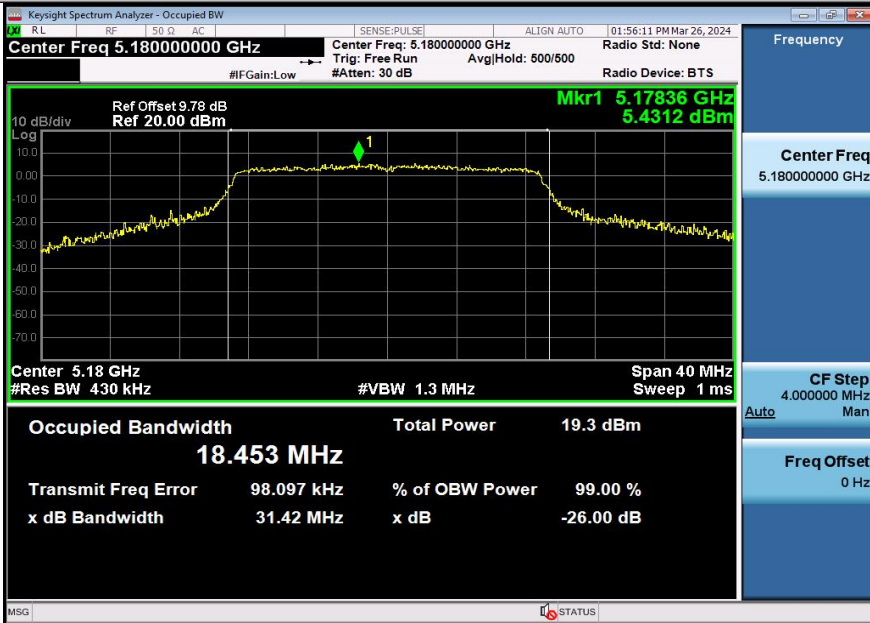 Keysight Spectrum Analyzer - Occupied BW
LXI RL RF 50 Ω AC SENSE:PULSE ALIGN AUTO 01:56:11 PM Mar 26, 2024
Center Freq 5.180000000 GHz
Center Freq: 5.180000000 GHz Radio Std: None
Trig: Free Run Avg|Hold: 500/500
#IFGain:Low #Atten: 30 dB Radio Device: BTS
Frequency
Ref Offset 9.78 dB Mkr1 5.17836 GHz
10 dB/div Ref 20.00 dBm 5.4312 dBm
Log
1
10.0
0.00
-10.0
-20.0
-30.0
-40.0
-50.0
-60.0
-70.0
Center Freq
5.180000000 GHz
Center 5.18 GHz Span 40 MHz
#Res BW 430 kHz #VBW 1.3 MHz Sweep 1 ms
CF Step
4.000000 MHz
Auto Man
Occupied Bandwidth Total Power 19.3 dBm
18.453 MHz
Transmit Freq Error 98.097 kHz % of OBW Power 99.00 %
x dB Bandwidth 31.42 MHz x dB -26.00 dB
Freq Offset
0 Hz
MSG STATUS